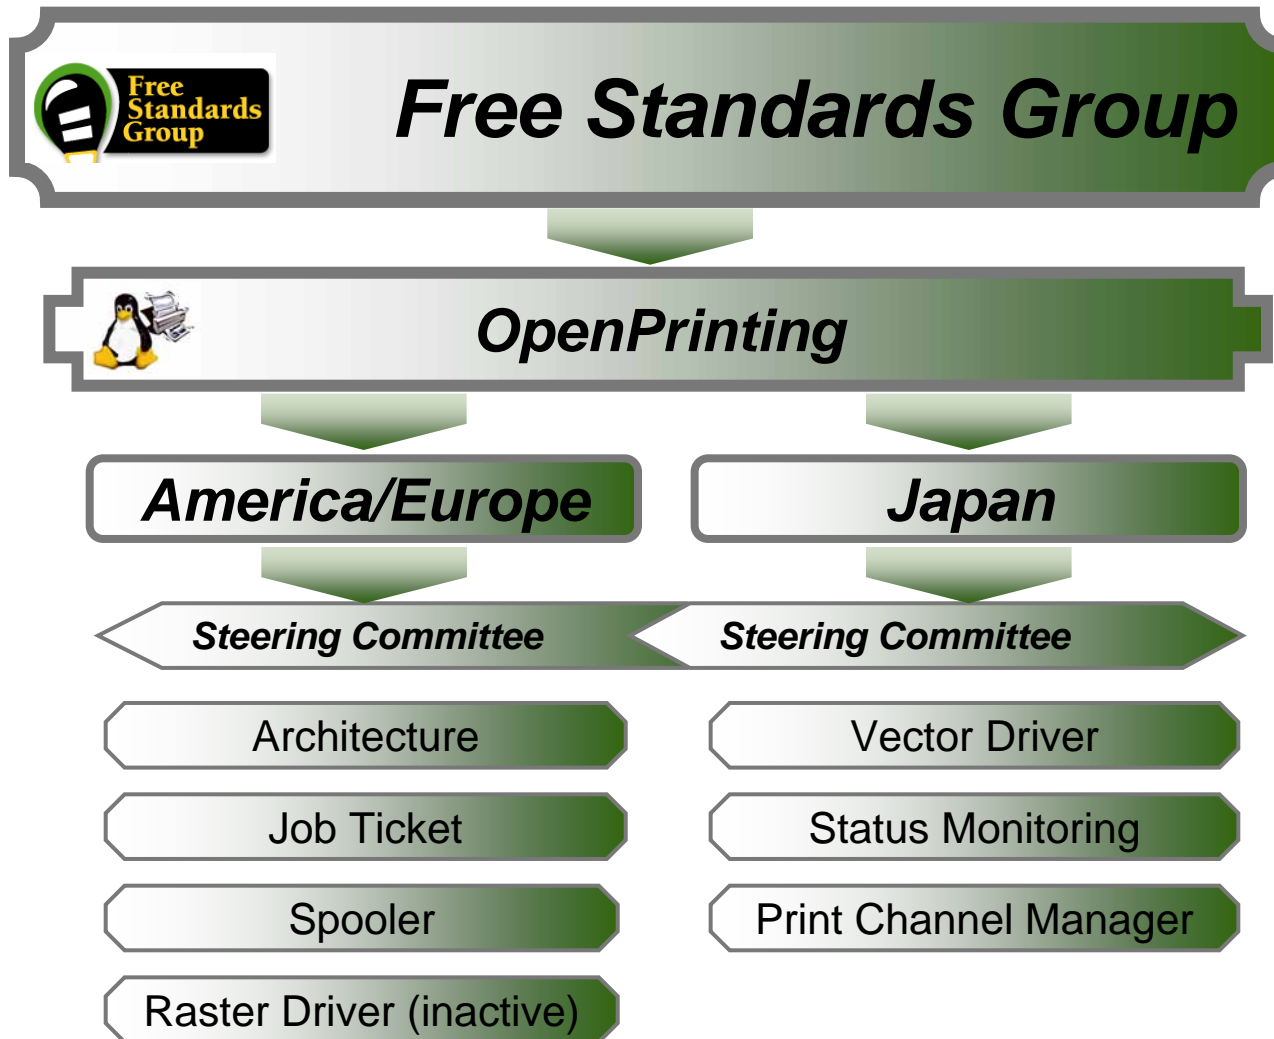 Free
Standards
Group
Free Standards Group
OpenPrinting
America/Europe
Japan
Steering Committee
Steering Committee
Architecture
Vector Driver
Job Ticket
Status Monitoring
Spooler
Print Channel Manager
Raster Driver (inactive)